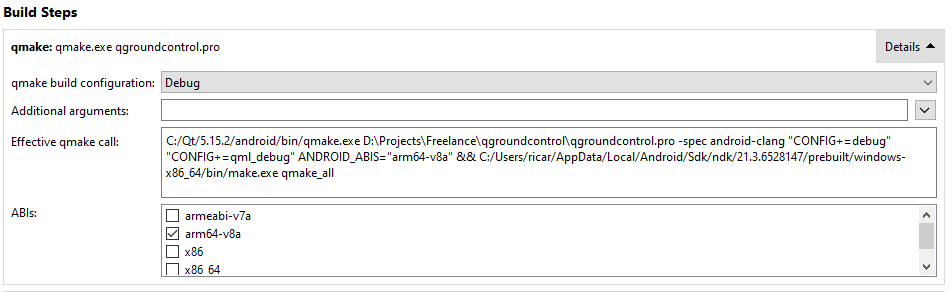 Build Steps
qmake: qmake.exe qgroundcontrol.pro
Details
qmake build configuration: Debug
Additional arguments:
Effective qmake call:
C:/Qt/5.15.2/android/bin/qmake.exe D:\Projects\Freelance\qgroundcontrol\qgroundcontrol.pro -spec android-clang "CONFIG+=debug"
"CONFIG+=qml_debug" ANDROID_ABIS="arm64-v8a" && C:/Users/ricar/AppData/Local/Android/Sdk/ndk/21.3.6528147/prebuilt/windows-
x86_64/bin/make.exe qmake_all
ABIs:
armeabi-v7a
arm64-v8a
x86
x86_64